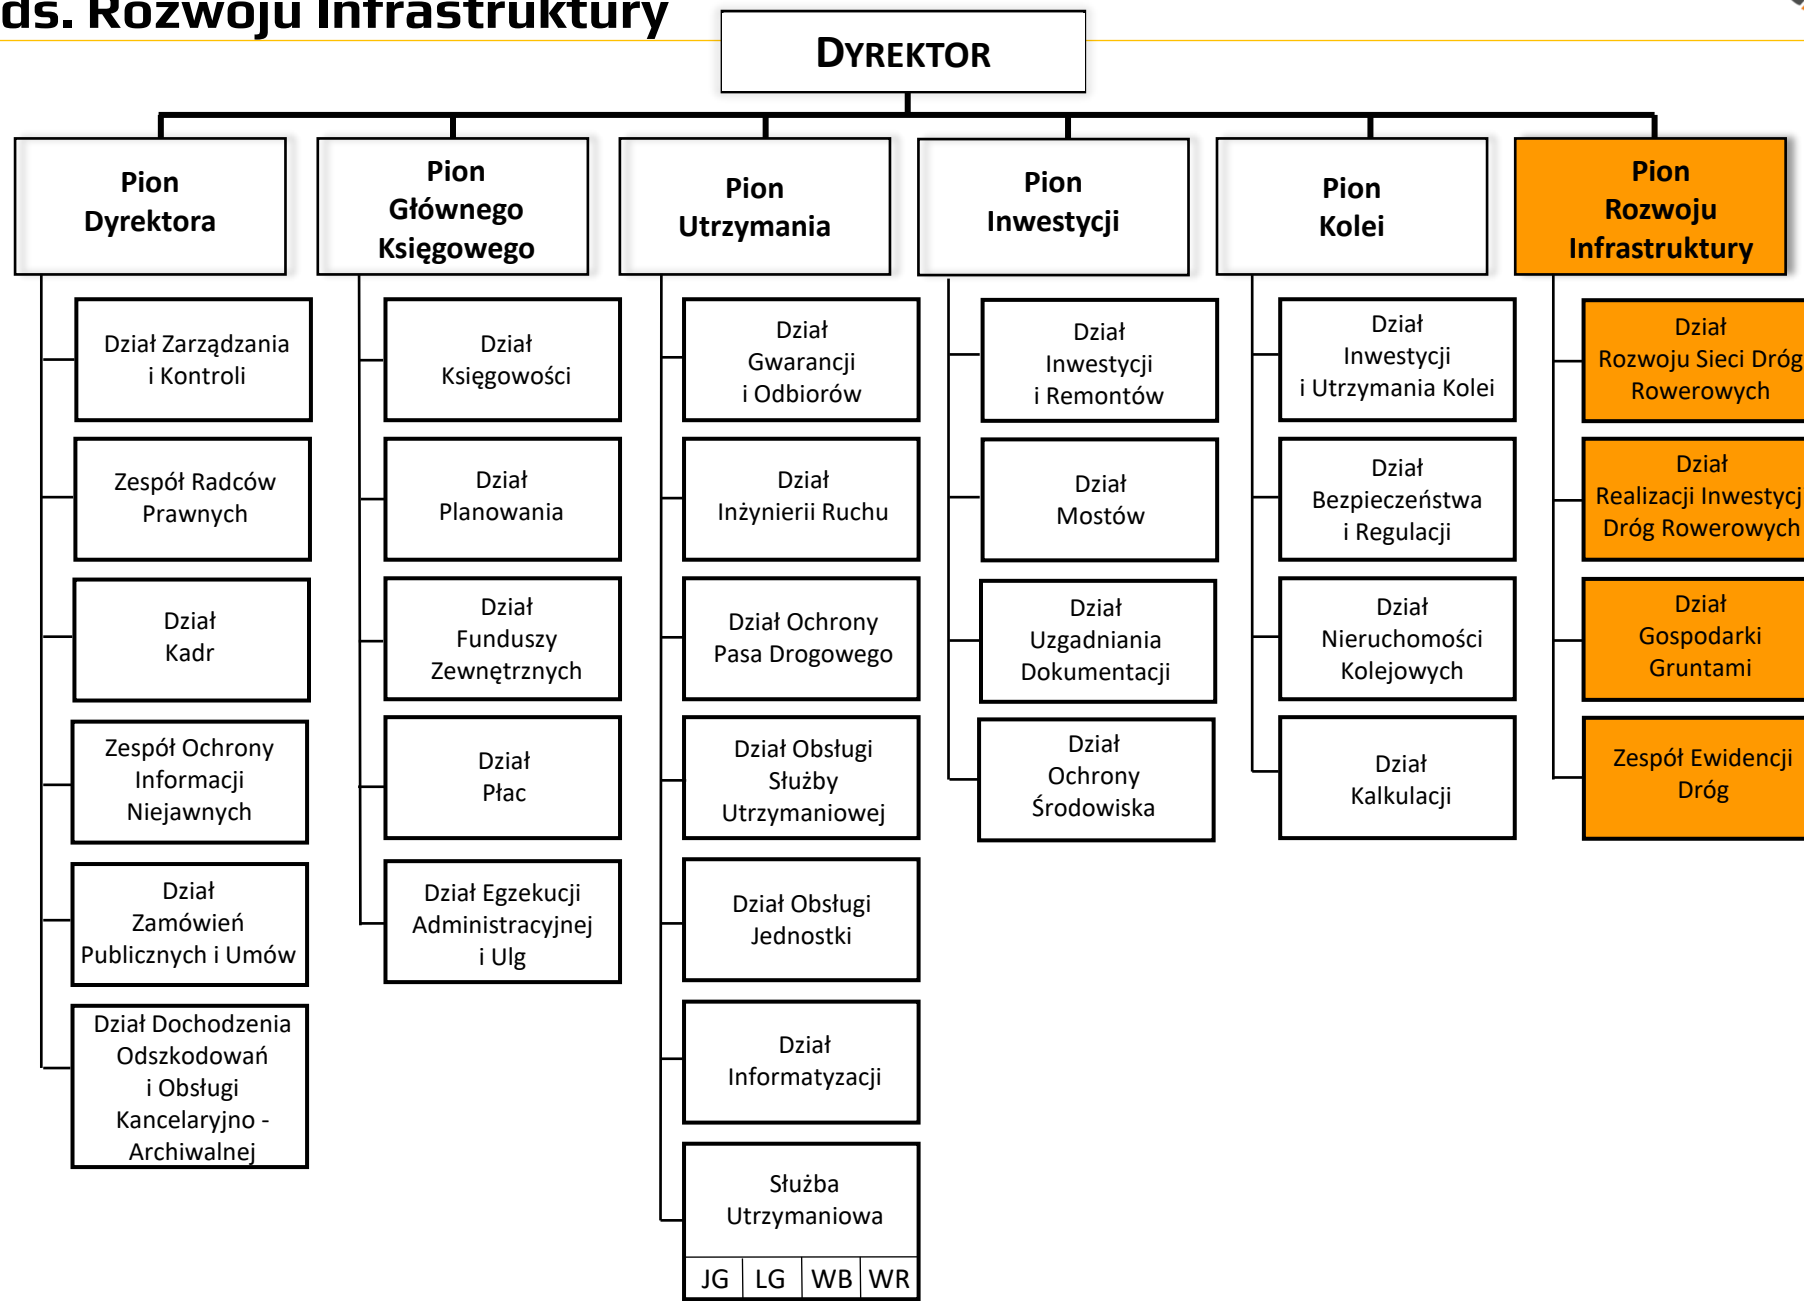 ds. Rozwoju Infrastruktury
DYREKTOR
Pion
Dyrektora
Dział Zarządzania
i Kontroli
Zespół Radców
Prawnych
Dział
Kadr
Zespół Ochrony
Informacji
Niejawnych
Dział
Zamówień
Publicznych i Umów
Dział Dochodzenia
Odszkodowań
i Obsługi
Kancelaryjno -
Archiwalnej
Pion
Głównego
Księgowego
Dział
Księgowości
Dział
Planowania
Dział
Funduszy
Zewnętrznych
Dział
Płac
Dział Egzekucji
Administracyjnej
i Ulg
Pion
Utrzymania
Dział
Gwarancji
i Odbiorów
Dział
Inżynierii Ruchu
Dział Ochrony
Pasa Drogowego
Dział Obsługi
Służby
Utrzymaniowej
Dział Obsługi
Jednostki
Dział
Informatyzacji
Służba
Utrzymaniowa
JG LG WB WR
Pion
Inwestycji
Dział
Inwestycji
i Remontów
Dział
Mostów
Dział
Uzgadniania
Dokumentacji
Dział
Ochrony
Środowiska
Pion
Kolei
Dział
Inwestycji
i Utrzymania Kolei
Dział
Bezpieczeństwa
i Regulacji
Dział
Nieruchomości
Kolejowych
Dział
Kalkulacji
Pion
Rozwoju
Infrastruktury
Dział
Rozwoju Sieci Dróg
Rowerowych
Dział
Realizacji Inwestycji
Dróg Rowerowych
Dział
Gospodarki
Gruntami
Zespół Ewidencji
Dróg